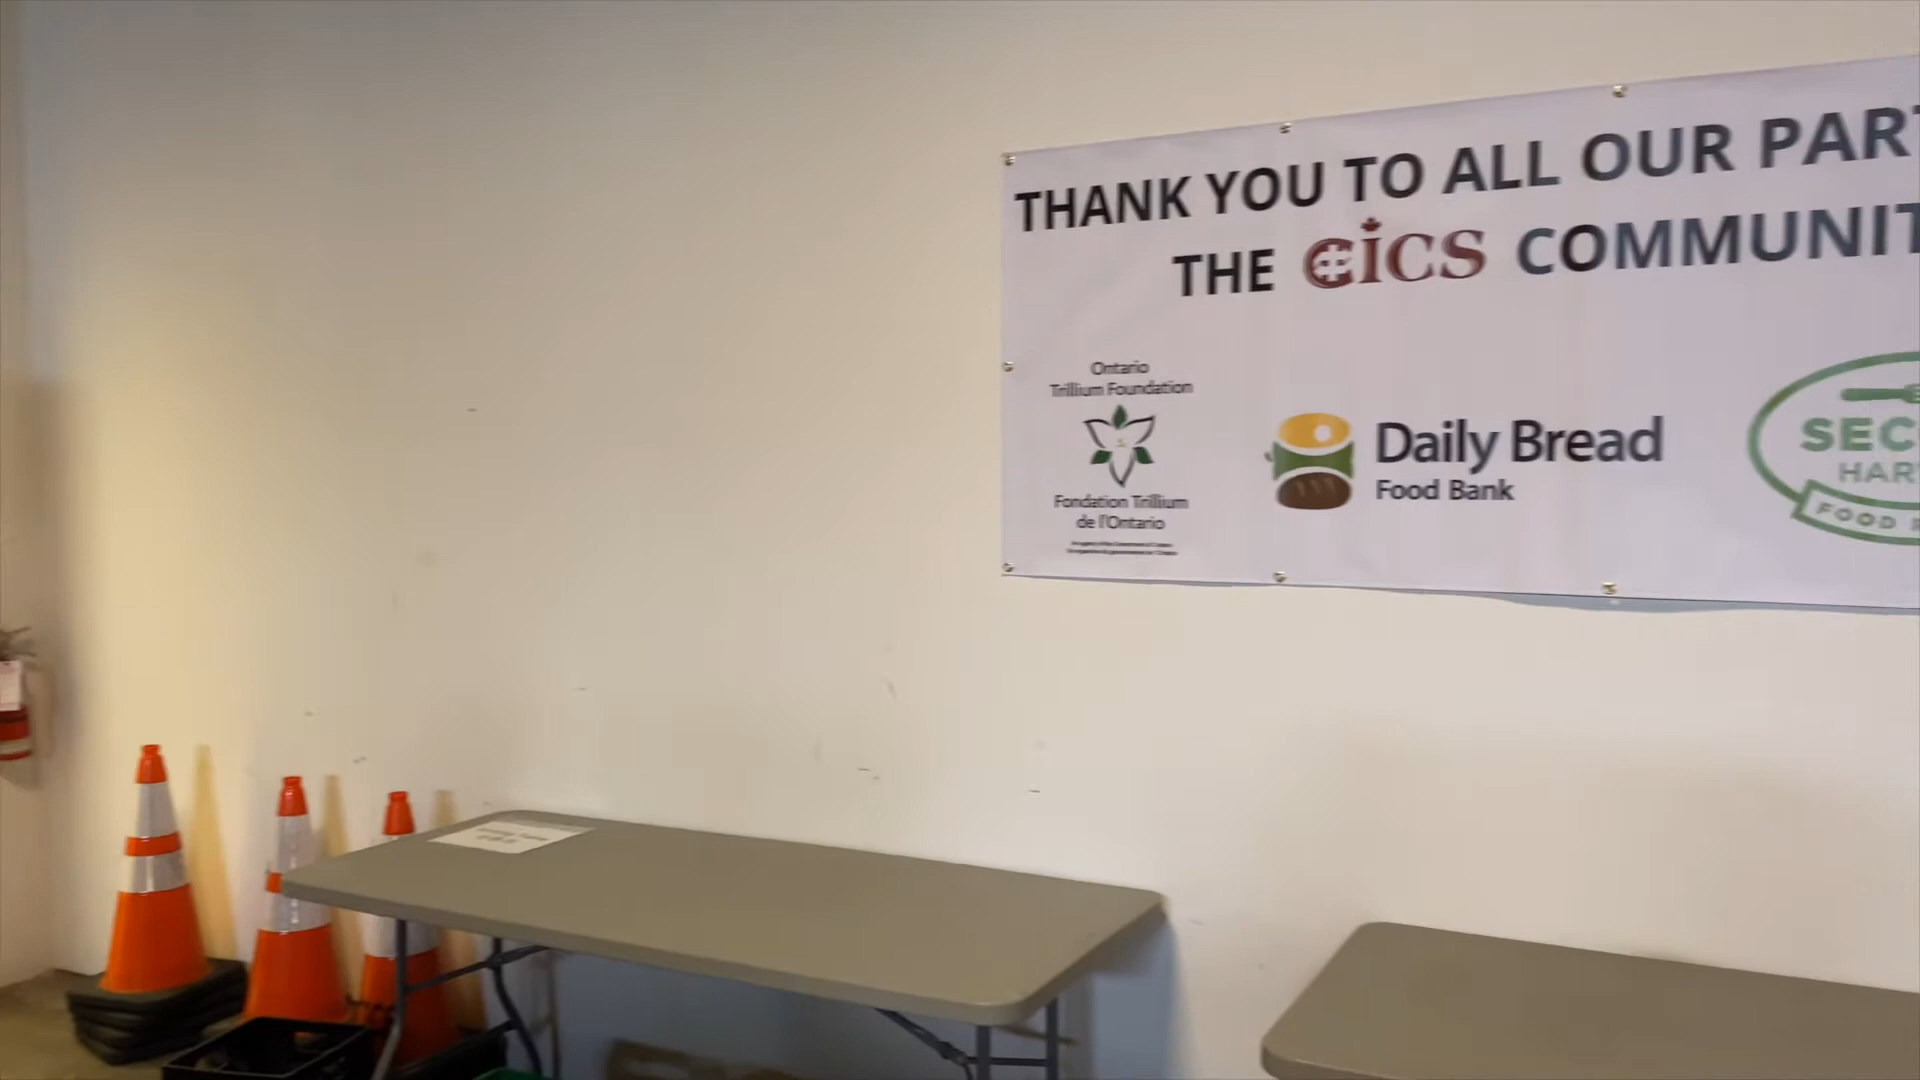 THANK YOU TO ALL OUR PAR
THE CICS COMMUNIT
Ontario
Trillium Foundation
Fondation Trillium
de l'Ontario
Daily Bread
Food Bank
SEC
HAR
FOOD